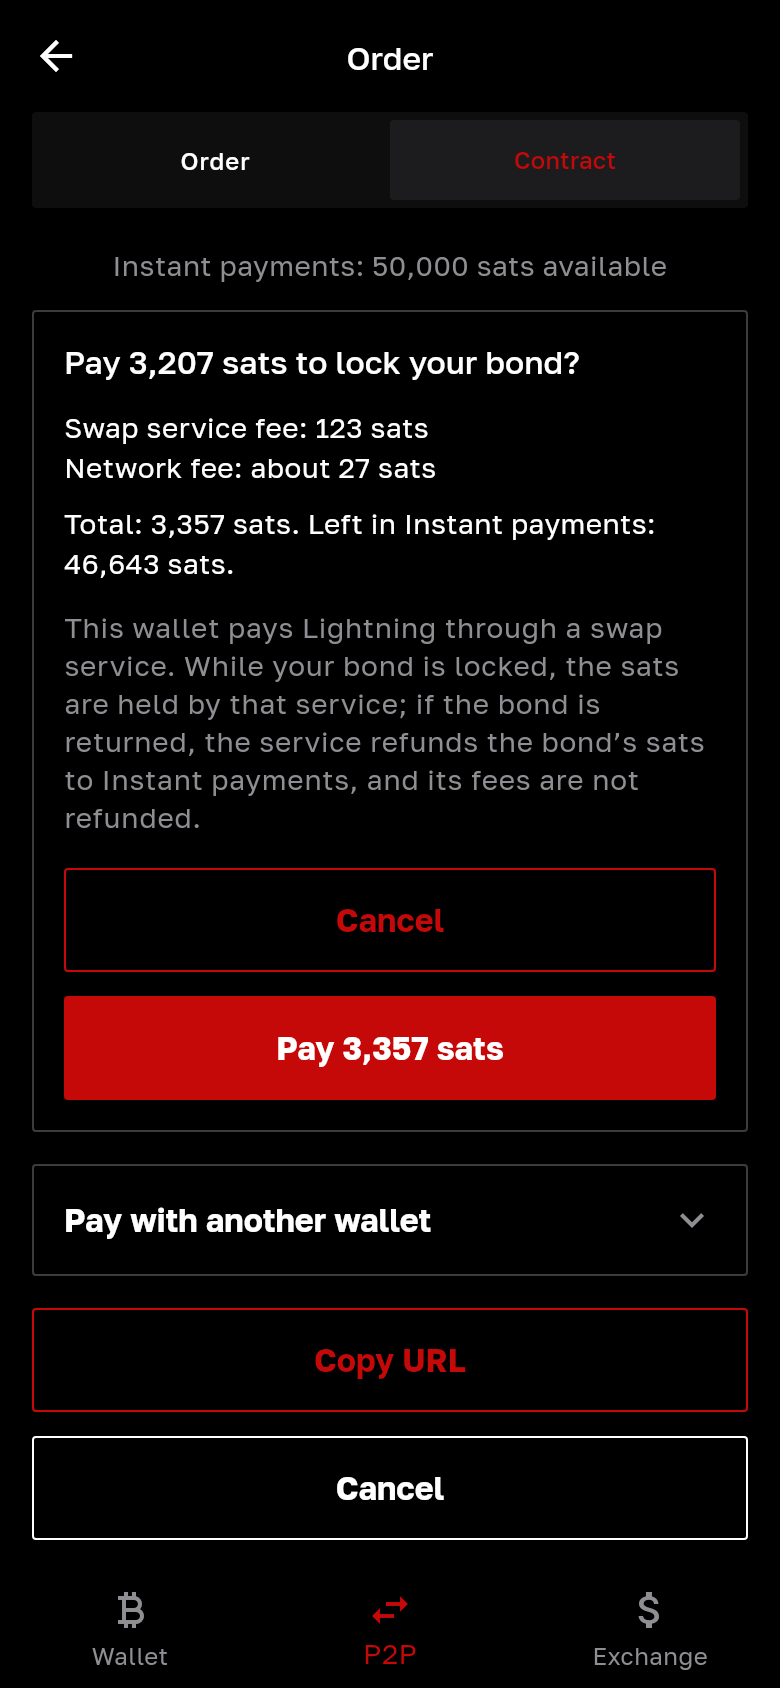 Order
Order
Contract
Instant payments: 50,000 sats available
Pay 3,207 sats to lock your bond?
Swap service fee: 123 sats
Network fee: about 27 sats
Total: 3,357 sats. Left in Instant payments:
46,643 sats.
This wallet pays Lightning through a swap
service. While your bond is locked, the sats
are held by that service; if the bond is
returned, the service refunds the bond’s sats
to Instant payments, and its fees are not
refunded.
Cancel
Pay 3,357 sats
Pay with another wallet
Copy URL
Cancel
Wallet
P2P
Exchange